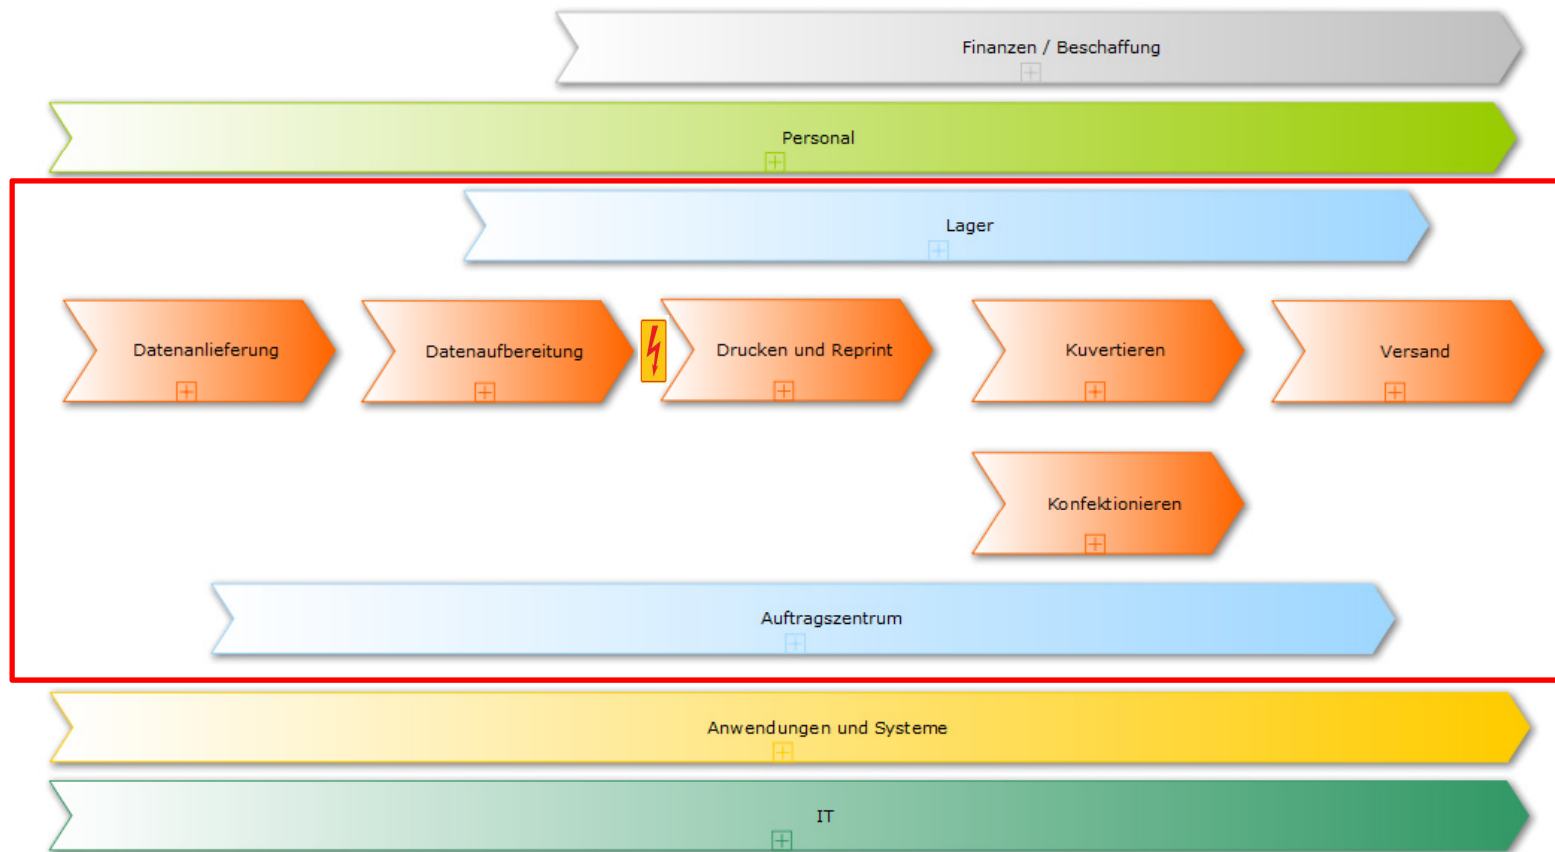 Finanzen / Beschaffung
Personal
Lager
Datenanlieferung
Datenaufbereitung
Drucken und Reprint
Kuvertieren
Versand
Konfektionieren
Auftragszentrum
Anwendungen und Systeme
IT